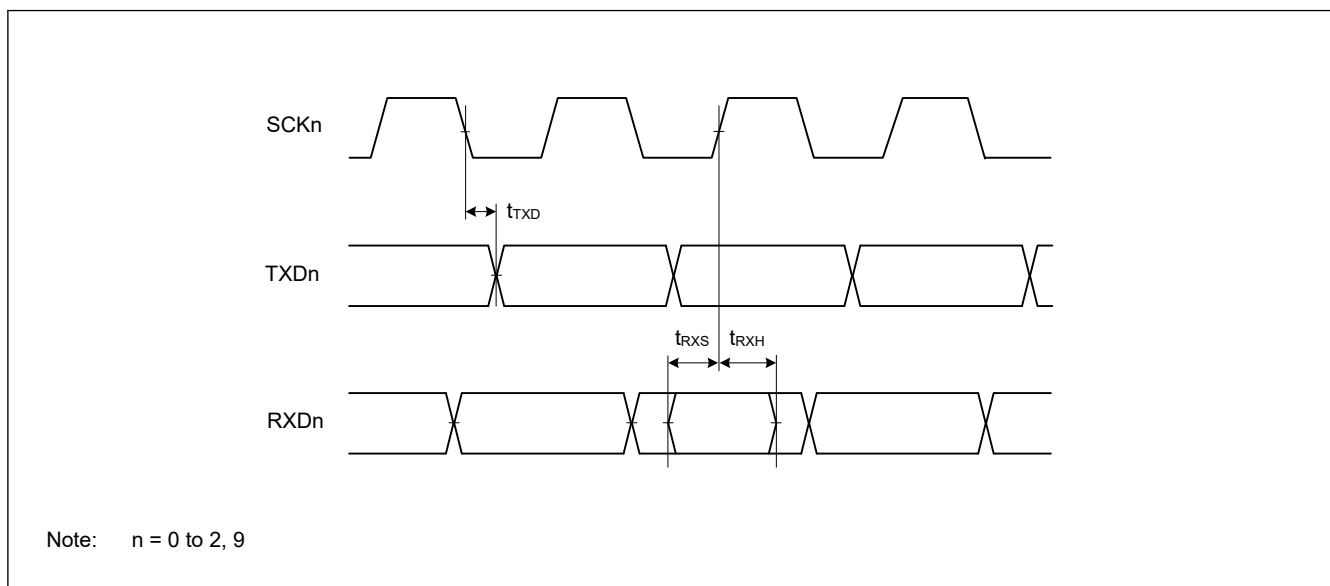 SCKn
tTXD
TXDn
tRXS tRXH
RXDn
Note: n = 0 to 2, 9